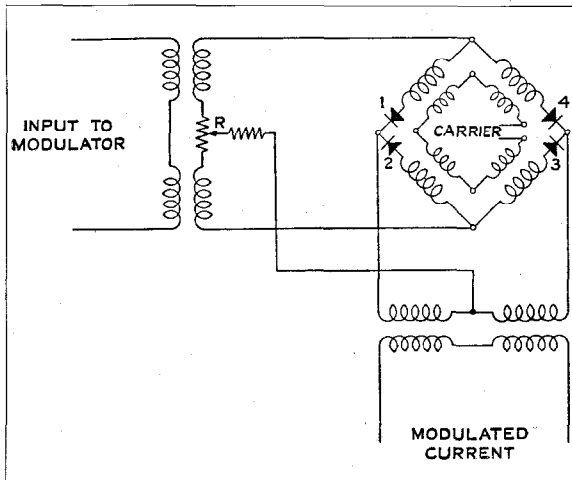 INPUT TO
MODULATOR
R
1
4
CARRIER
2
3
MODULATED
CURRENT